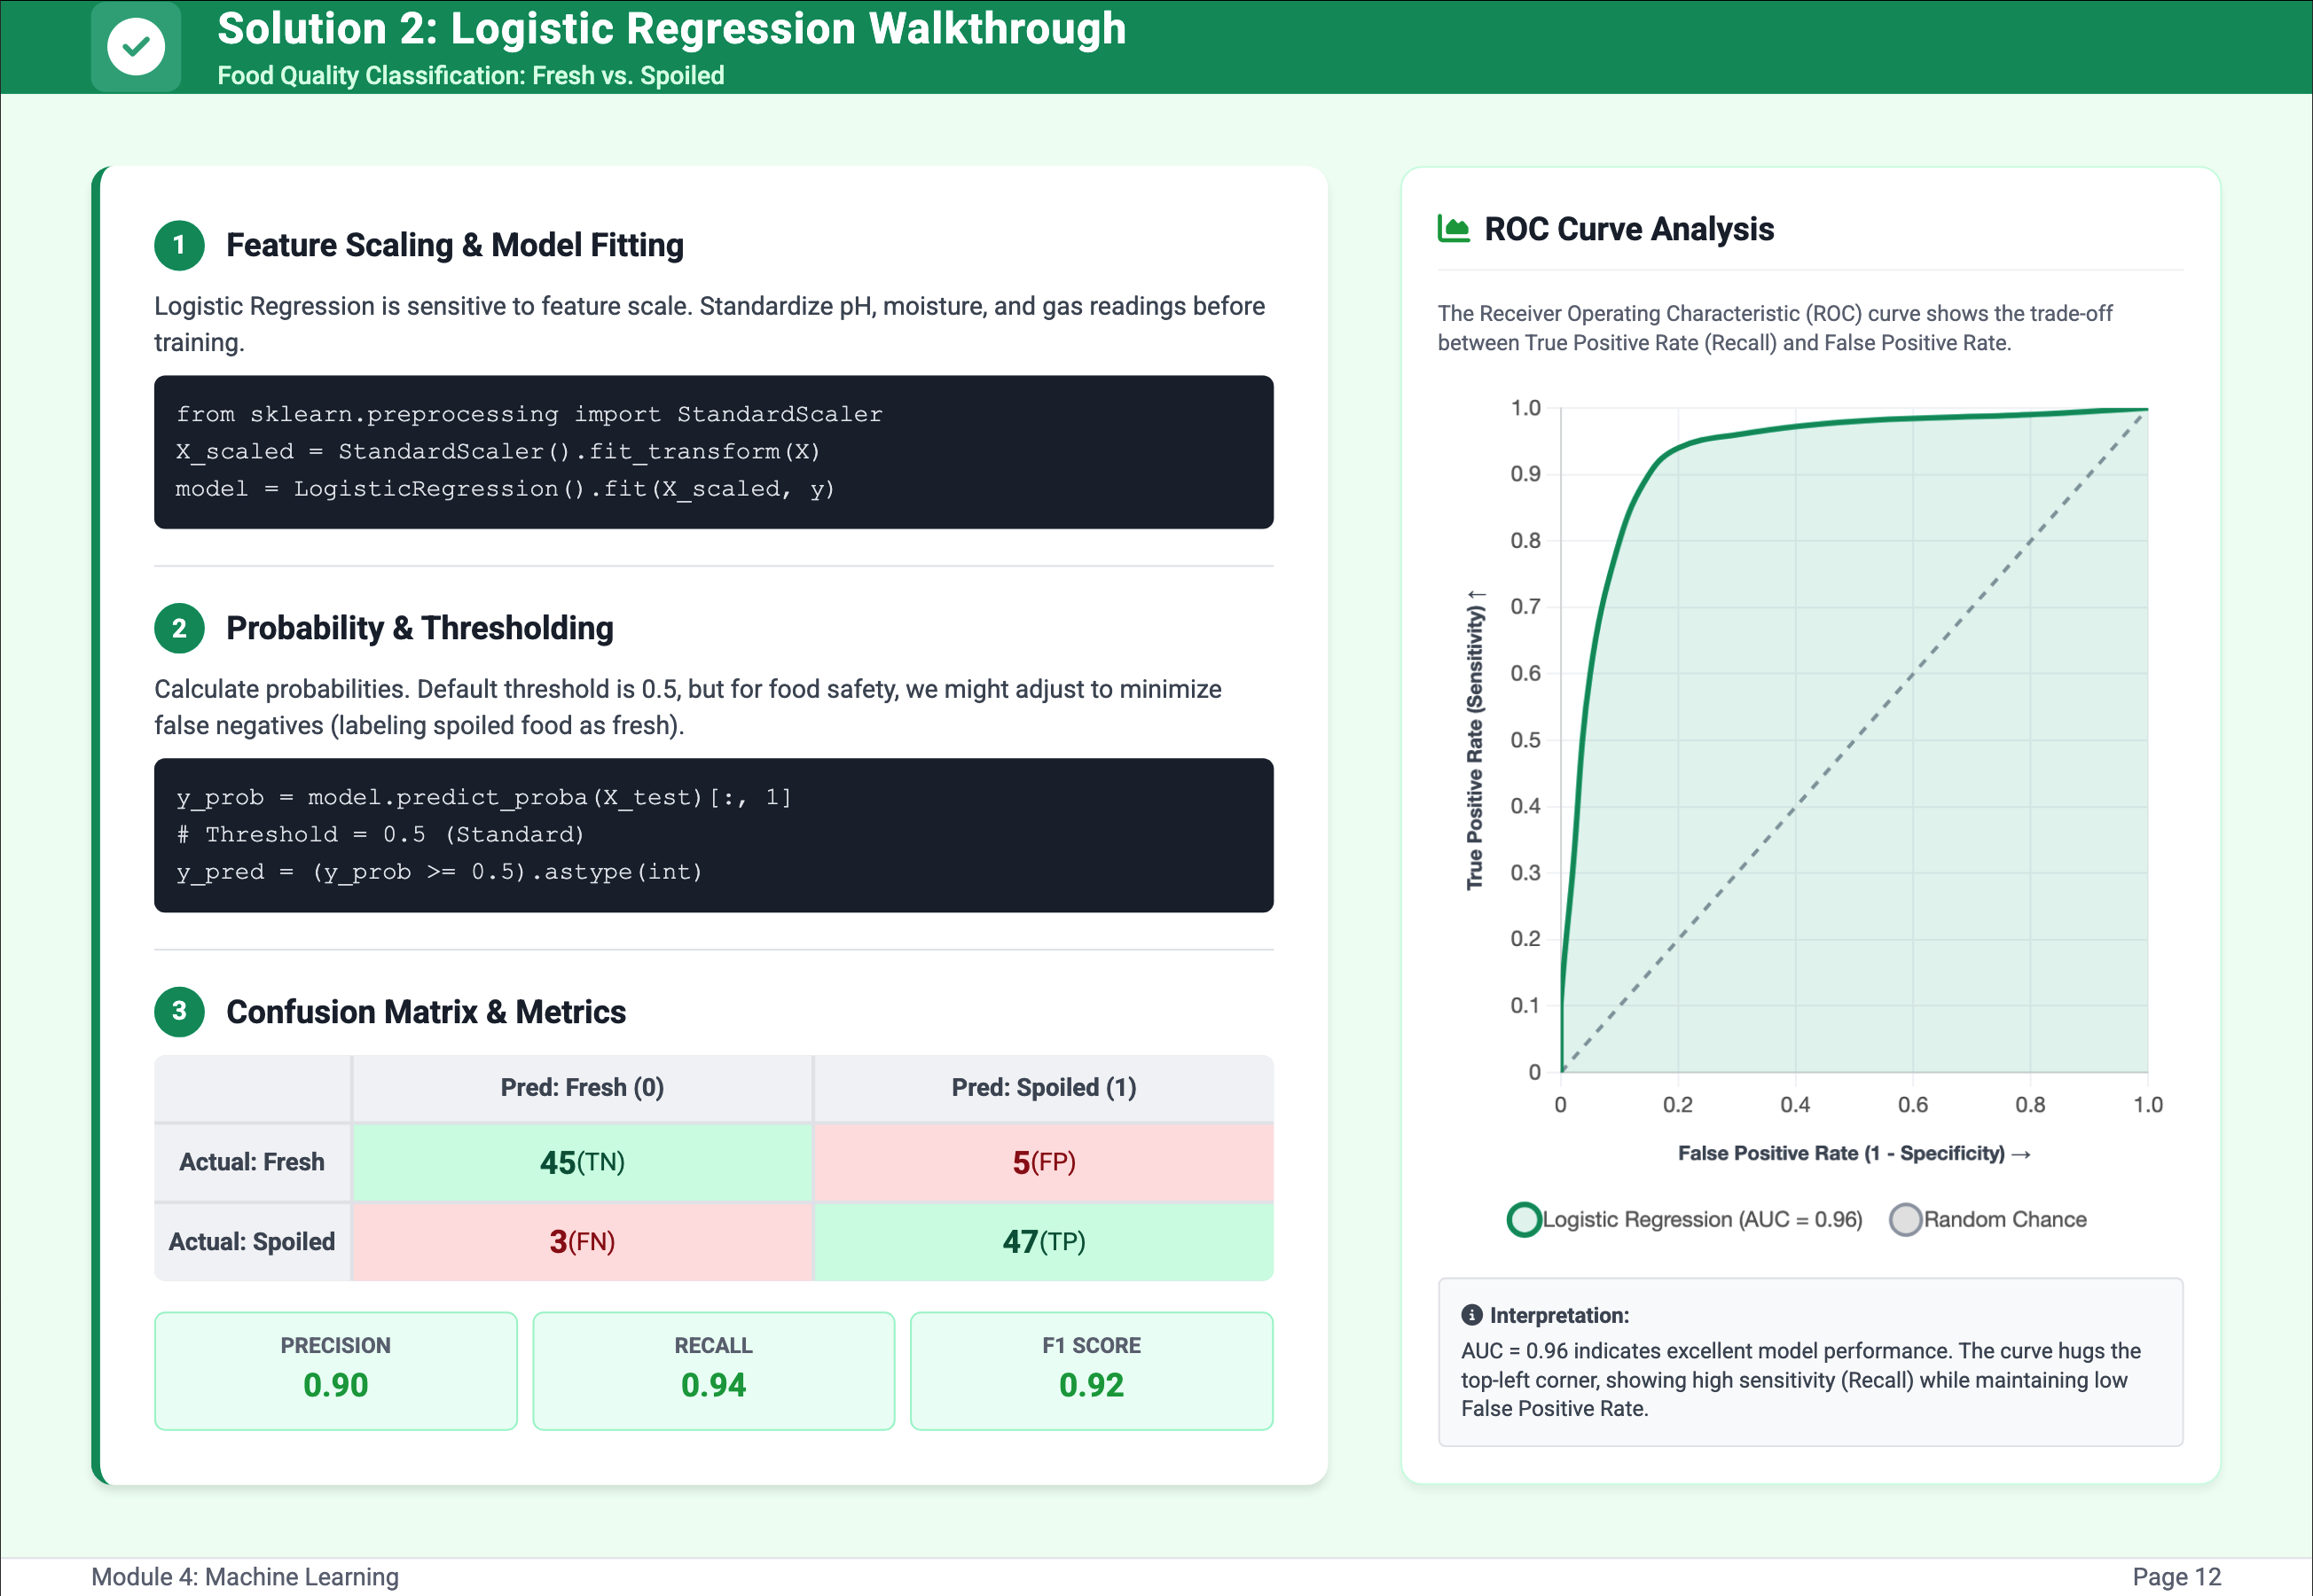 Solution 2: Logistic Regression Walkthrough
Food Quality Classification: Fresh vs. Spoiled
1 Feature Scaling & Model Fitting
Logistic Regression is sensitive to feature scale. Standardize pH, moisture, and gas readings before
training.
from sklearn.preprocessing import StandardScaler
X_scaled = StandardScaler().fit_transform(X)
model = LogisticRegression().fit(X_scaled, y)
2 Probability & Thresholding
Calculate probabilities. Default threshold is 0.5, but for food safety, we might adjust to minimize
false negatives (labeling spoiled food as fresh).
y_prob = model.predict_proba(X_test)[:, 1]
# Threshold = 0.5 (Standard)
y_pred = (y_prob >= 0.5).astype(int)
3 Confusion Matrix & Metrics
Pred: Fresh (0) Pred: Spoiled (1)
Actual: Fresh 45(TN) 5(FP)
Actual: Spoiled 3(FN) 47(TP)
PRECISION RECALL F1 SCORE
0.90 0.94 0.92
ROC Curve Analysis
The Receiver Operating Characteristic (ROC) curve shows the trade-off
between True Positive Rate (Recall) and False Positive Rate.
True Positive Rate (Sensitivity) ↑
1.0
0.9
0.8
0.7
0.6
0.5
0.4
0.3
0.2
0.1
0
0 0.2 0.4 0.6 0.8 1.0
False Positive Rate (1 - Specificity) →
Logistic Regression (AUC = 0.96) Random Chance
Interpretation:
AUC = 0.96 indicates excellent model performance. The curve hugs the
top-left corner, showing high sensitivity (Recall) while maintaining low
False Positive Rate.
Module 4: Machine Learning Page 12